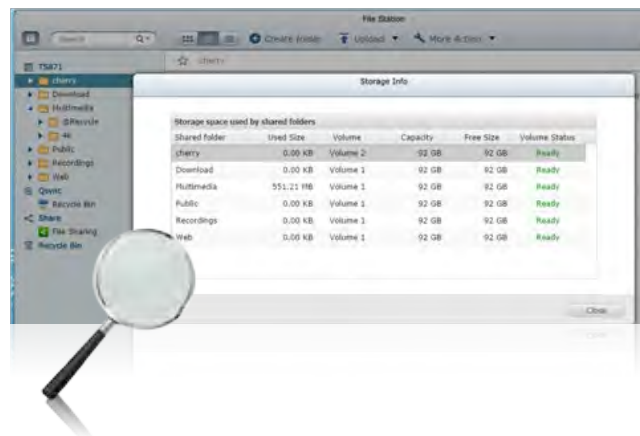 File Station
Search
Create folder
Upload
More Action
TS871
cherry
Download
Multimedia
@Recycle
4k
Public
Recordings
Web
Qsync
Recycle Bin
Share
File Sharing
Recycle Bin
cherry
Storage Info
Storage space used by shared folders
Shared folder Used Size Volume Capacity Free Size Volume Status
cherry 0.00 KB Volume 2 92 GB 92 GB Ready
Download 0.00 KB Volume 1 92 GB 92 GB Ready
Multimedia 551.21 MB Volume 1 92 GB 92 GB Ready
Public 0.00 KB Volume 1 92 GB 92 GB Ready
Recordings 0.00 KB Volume 1 92 GB 92 GB Ready
Web 0.00 KB Volume 1 92 GB 92 GB Ready
Close